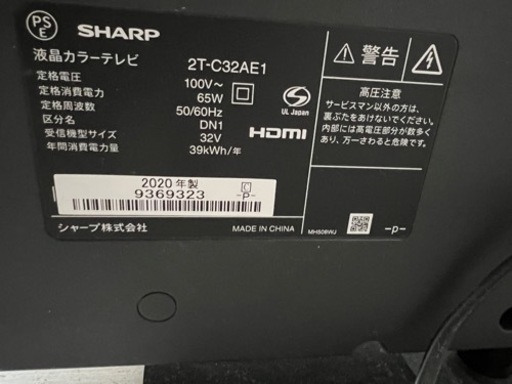 PS
E
SHARP
液晶カラーテレビ 2T-C32AE1
定格電圧 100V～
定格消費電力 65W
定格周波数 50/60Hz
区分名 DN1
受信機型サイズ 32V
年間消費電力量 39kWh/年
S
UL Japan
HDMI
警告
高圧注意
サービスマン以外の方は、
裏ぶたをあけないでください。
内部には高電圧部分が数多く
あり、万一さわると危険です。
2020 年製 C
9369323 -P-
シャープ株式会社 MADE IN CHINA
MH606WJ -p-